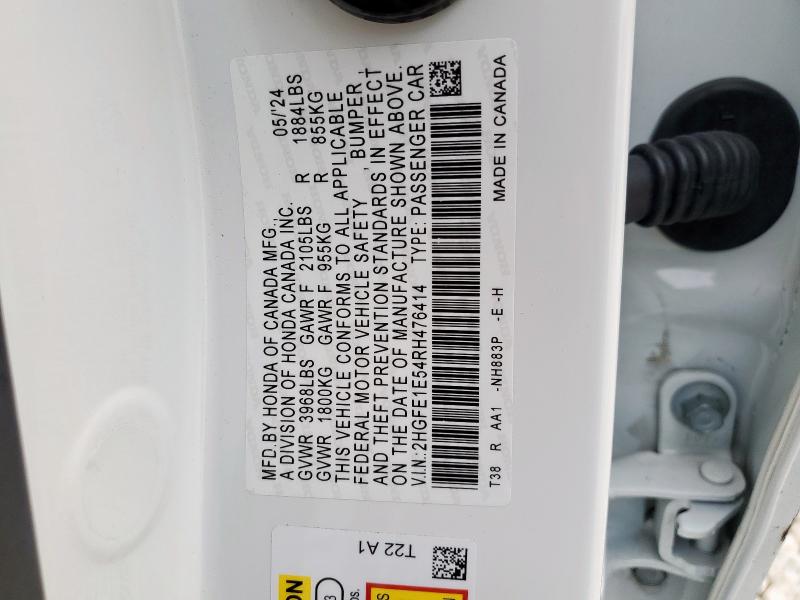 MFD.BY HONDA OF CANADA MFG., 05/'24
A DIVISION OF HONDA CANADA INC.
GVWR 3968LBS GAWR F 2105LBS R 1884LBS
GVWR 1800KG GAWR F 955KG R 855KG
THIS VEHICLE CONFORMS TO ALL APPLICABLE
FEDERAL MOTOR VEHICLE SAFETY , BUMPER ,
AND THEFT PREVENTION STANDARDS, IN EFFECT
ON THE DATE OF MANUFACTURE SHOWN ABOVE.
V.I.N.:2HGFE1E54RH476414 TYPE: PASSENGER CAR
T38 R AA1 -NH883P -E -H MADE IN CANADA
T22 A1